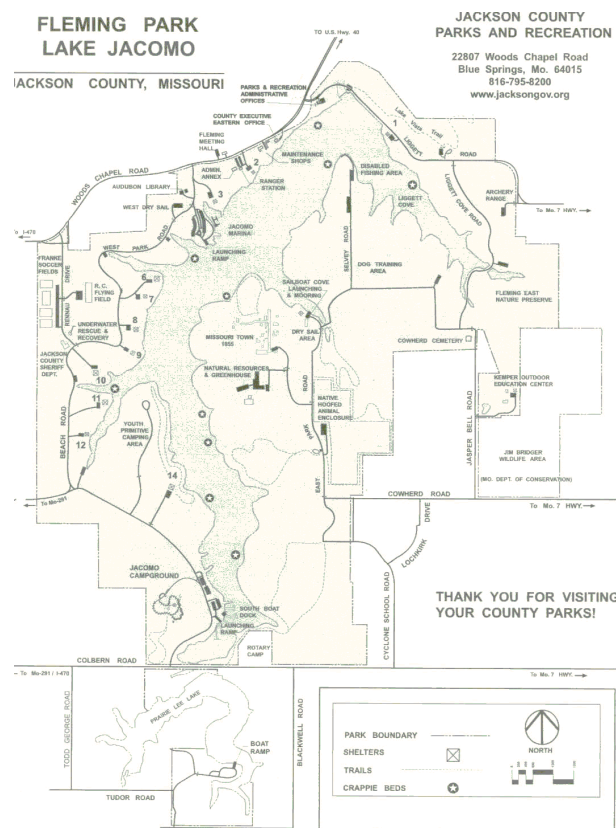 FLEMING PARK
LAKE JACOMO
JACKSON COUNTY, MISSOURI
JACKSON COUNTY
PARKS AND RECREATION
22807 Woods Chapel Road
Blue Springs, Mo. 64015
816-795-8200
www.jacksongov.org
TO U.S. Hwy. 40
PARKS & RECREATION
ADMINISTRATIVE
OFFICES
COUNTY EXECUTIVE
EASTERN OFFICE
FLEMING
MEETING
HALL
2
MAINTENANCE
SHOPS
1
Lake Vista Trail
LIGGETT
ROAD
DISABLED
FISHING AREA
WOODS CHAPEL ROAD
ADMIN.
ANNEX
RANGER
STATION
3
AUDUBON LIBRARY
WEST DRY SAIL
LIGGETT
COVE
LIGGETT COVE ROAD
ARCHERY
RANGE
To Mo. 7 HWY.
To I-470
JACOMO
MARINA
WEST PARK ROAD
LAUNCHING
RAMP
SELVEY ROAD
DOG TRAINING
AREA
FRANKE
SOCCER
FIELDS
RENNAU DRIVE
R.C.
FLYING
FIELD
6
7
SAILBOAT COVE
LAUNCHING
& MOORING
FLEMING EAST
NATURE PRESERVE
UNDERWATER
RESCUE &
RECOVERY
8
MISSOURI TOWN
1855
DRY SAIL
AREA
COWHERD CEMETERY
9
JACKSON
COUNTY
SHERIFF
DEPT.
10
NATURAL RESOURCES
& GREENHOUSE
KEMPER OUTDOOR
EDUCATION CENTER
11
NATIVE
HOOFED
ANIMAL
ENCLOSURE
EAST PARK ROAD
BEACH ROAD
YOUTH
PRIMITIVE
CAMPING
AREA
12
JASPER BELL ROAD
JIM BRIDGER
WILDLIFE AREA
(MO. DEPT. OF CONSERVATION)
14
COWHERD ROAD
To Mo. 7 HWY.
To Mo-291
LOCHKIRK DRIVE
CYCLONE SCHOOL ROAD
JACOMO
CAMPGROUND
SOUTH BOAT
DOCK
LAUNCHING
RAMP
ROTARY
CAMP
THANK YOU FOR VISITING
YOUR COUNTY PARKS!
COLBERN ROAD
To Mo-291 / I-470
To Mo. 7 HWY.
TODD GEORGE ROAD
PRAIRIE LEE LAKE
BOAT
RAMP
BLACKWELL ROAD
TUDOR ROAD
PARK BOUNDARY
SHELTERS
TRAILS
CRAPPIE BEDS
NORTH